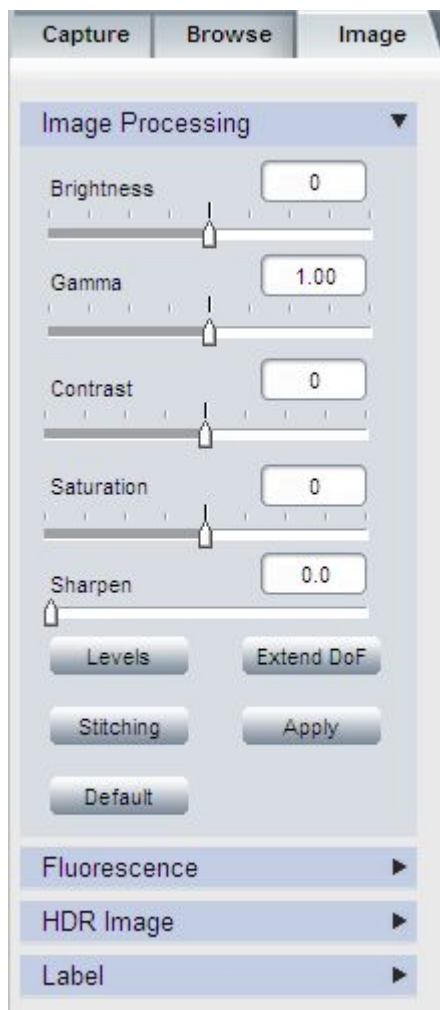 Capture Browse Image
Image Processing
Brightness 0
Gamma 1.00
Contrast 0
Saturation 0
Sharpen 0.0
Levels Extend DoF
Stitching Apply
Default
Fluorescence
HDR Image
Label